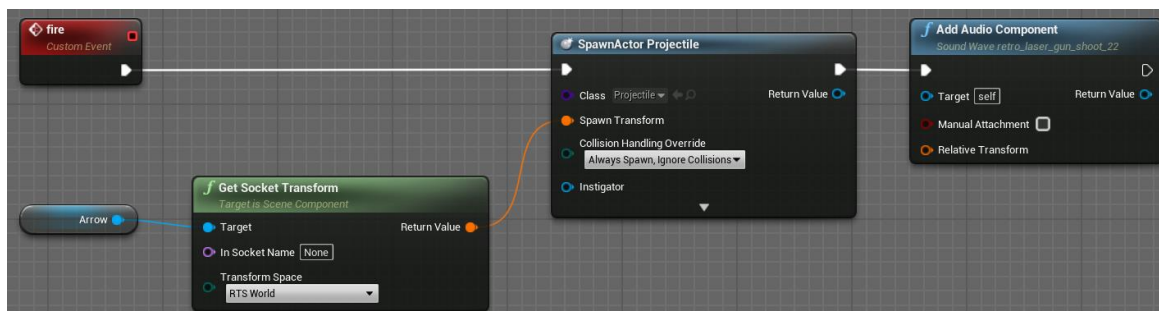 fire
Custom Event
SpawnActor Projectile
Class Projectile
Return Value
Spawn Transform
Collision Handling Override
Always Spawn, Ignore Collisions
Instigator
Add Audio Component
Sound Wave retro_laser_gun_shoot_22
Target self
Return Value
Manual Attachment
Relative Transform
Arrow
Get Socket Transform
Target is Scene Component
Target
Return Value
In Socket Name None
Transform Space
RTS World